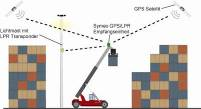 GPS Satellit
Lichtmast mit
LPR Transponder
Symeo GPS/LPR
Empfangseinheit